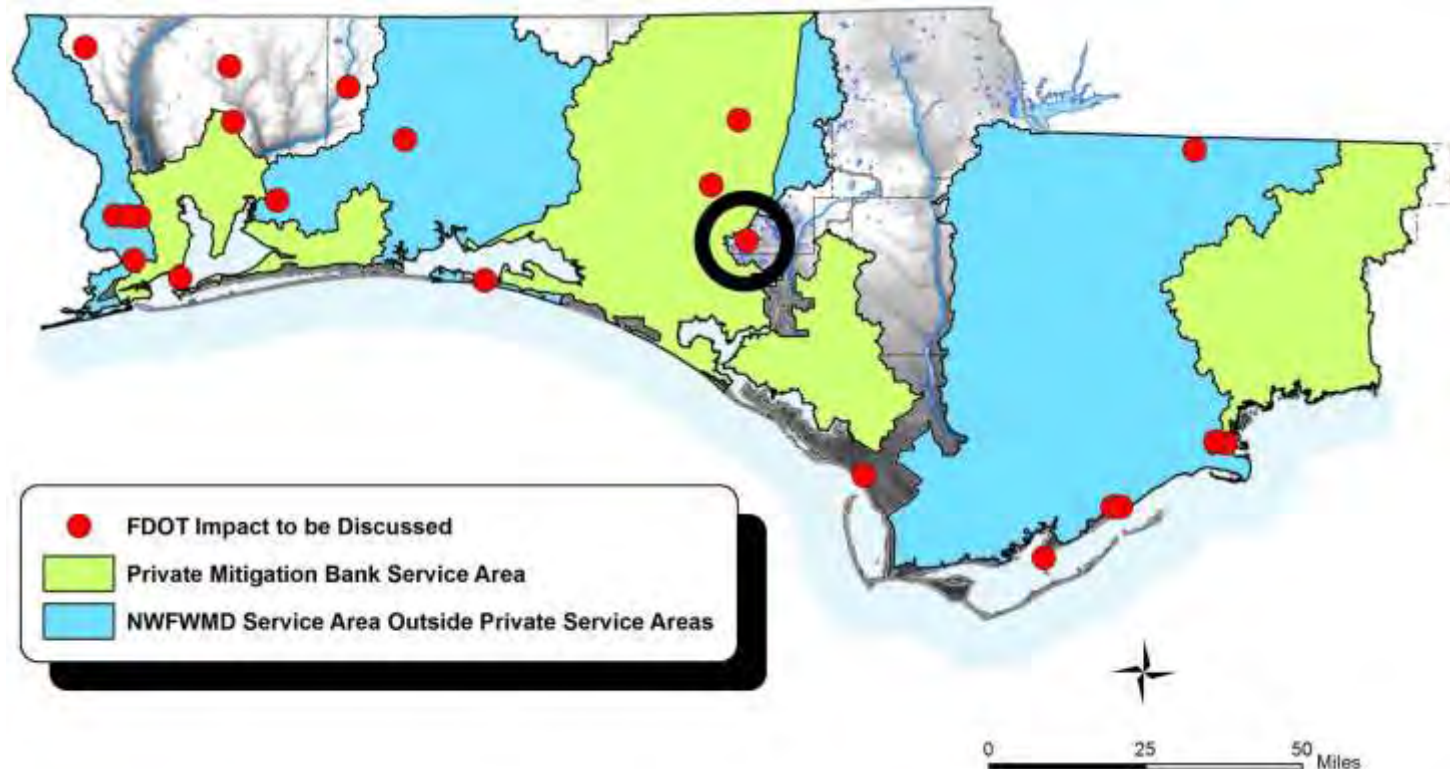 FDOT Impact to be Discussed
Private Mitigation Bank Service Area
NWFWMD Service Area Outside Private Service Areas
0 25 50 Miles